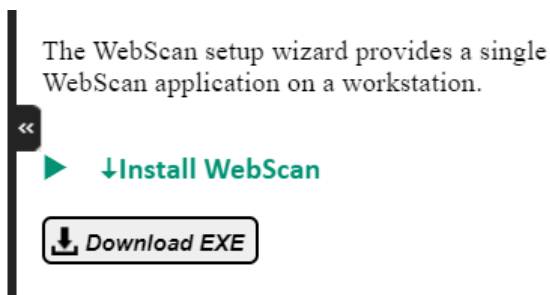 The WebScan setup wizard provides a single
WebScan application on a workstation.
«
▶ ↓Install WebScan
Download EXE